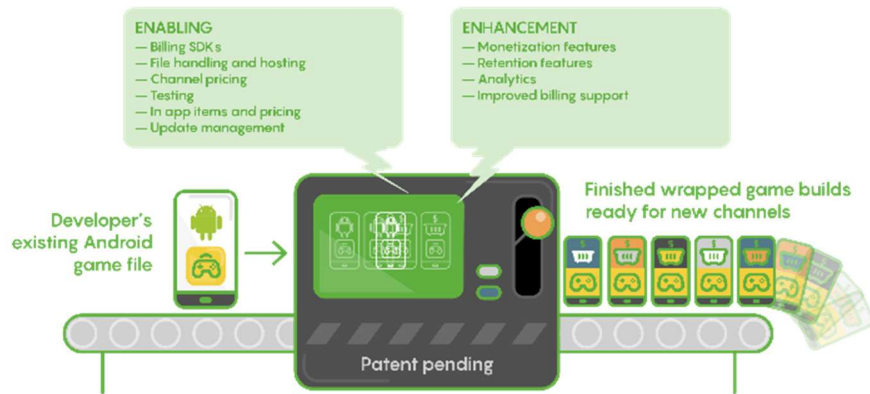 ENABLING
— Billing SDKs
— File handling and hosting
— Channel pricing
— Testing
— In app items and pricing
— Update management
ENHANCEMENT
— Monetization features
— Retention features
— Analytics
— Improved billing support
Developer's
existing Android
game file
Finished wrapped game builds
ready for new channels
$ $ $ $ $
Patent pending